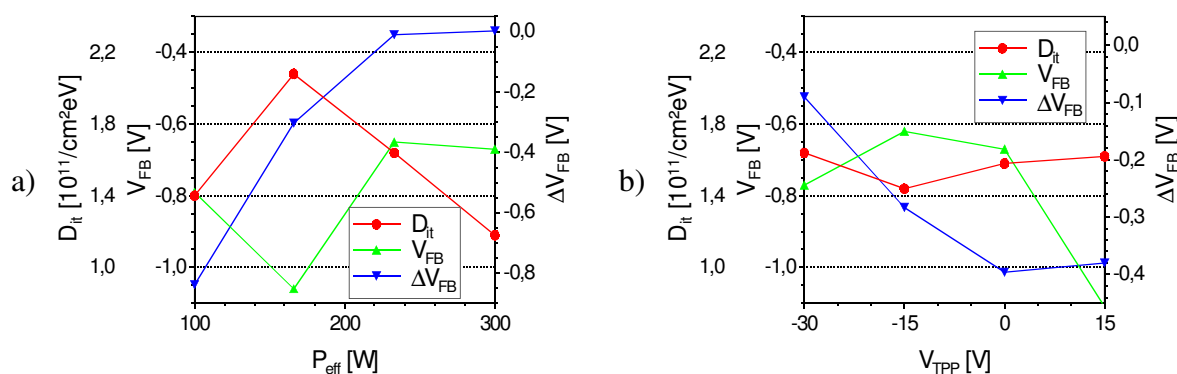 a)
D_it [10^11/cm²eV]
2,2
1,8
1,4
1,0
V_FB [V]
-0,4
-0,6
-0,8
-1,0
D_it
V_FB
ΔV_FB
0,0
-0,2
-0,4
-0,6
-0,8
ΔV_FB [V]
100
200
300
P_eff [W]
b)
D_it [10^11/cm²eV]
2,2
1,8
1,4
1,0
V_FB [V]
-0,4
-0,6
-0,8
-1,0
D_it
V_FB
ΔV_FB
0,0
-0,1
-0,2
-0,3
-0,4
ΔV_FB [V]
-30
-15
0
15
V_TPP [V]